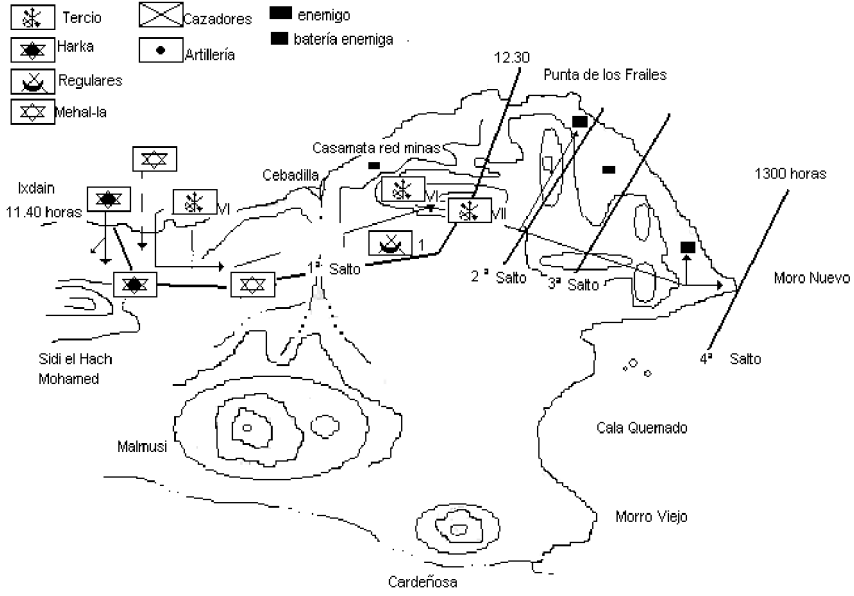 Tercio
Cazadores
enemigo
Harka
Artillería
batería enemiga
Regulares
Mehal-la
12.30
Punta de los Frailes
Casamata red minas
Cebadilla
1300 horas
Ixdain
11.40 horas
VI
VI
VII
1
1ª Salto
2 ª Salto
3ª Salto
Moro Nuevo
4ª Salto
Sidi el Hach
Mohamed
Malmusi
Cala Quemado
Morro Viejo
Cardeñosa